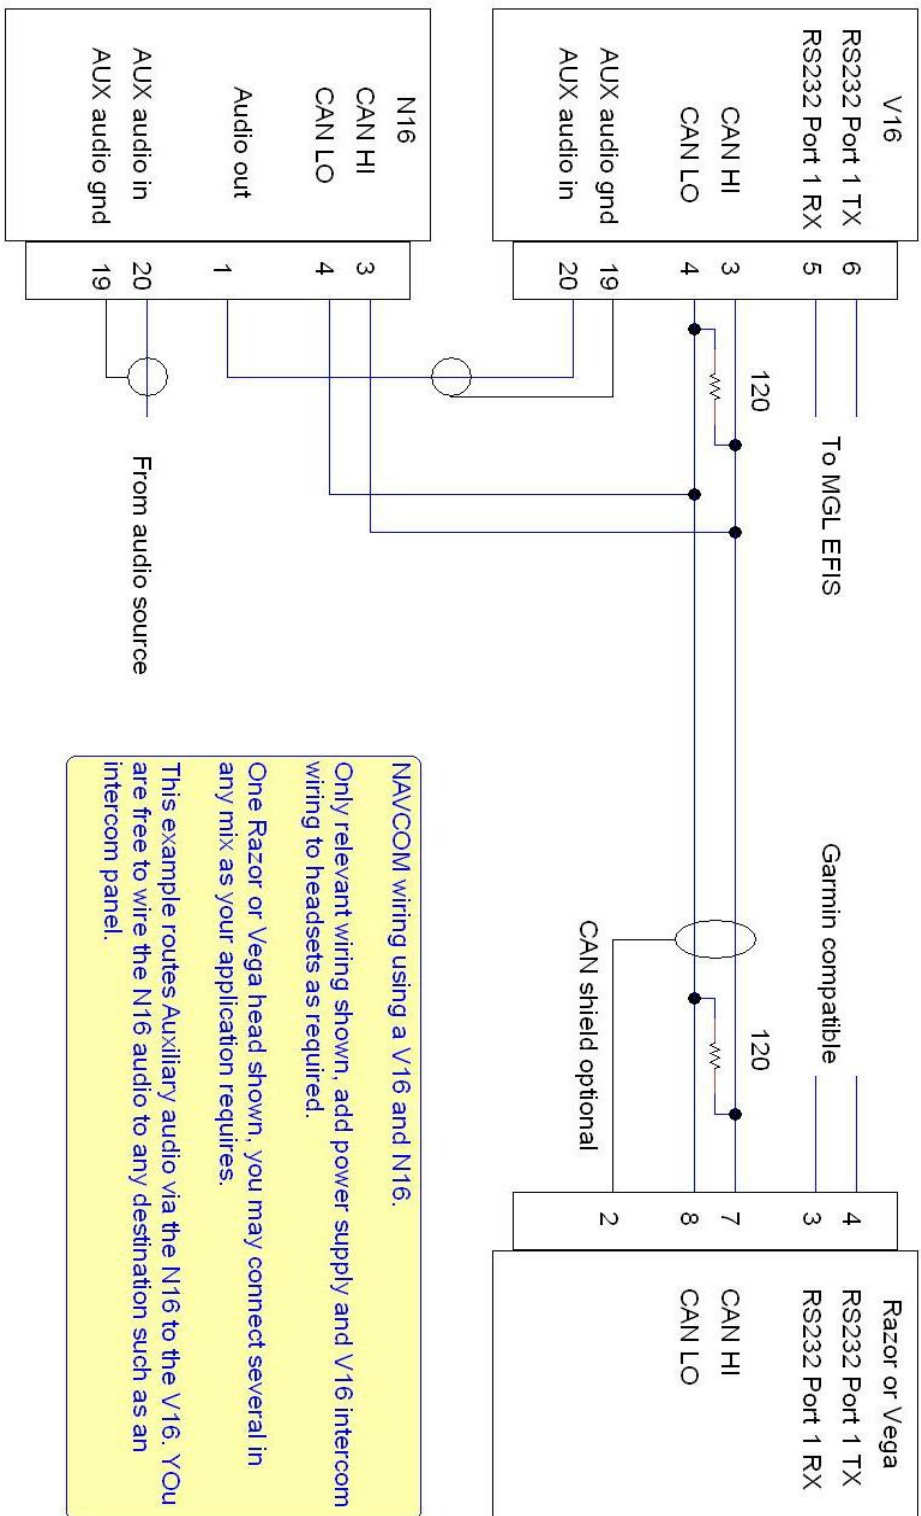 V16
RS232 Port 1 TX
RS232 Port 1 RX
CAN HI
CAN LO
AUX audio gnd
AUX audio in
6
5
3
4
19
20
120
To MGL EFIS
Garmin compatible
120
CAN shield optional
4
3
7
8
2
Razor or Vega
RS232 Port 1 TX
RS232 Port 1 RX
CAN HI
CAN LO
N16
CAN HI
CAN LO
Audio out
AUX audio in
AUX audio gnd
3
4
1
20
19
From audio source
NAVCOM wiring using a V16 and N16.
Only relevant wiring shown, add power supply and V16 intercom
wiring to headsets as required.
One Razor or Vega head shown, you may connect several in
any mix as your application requires.
This example routes Auxiliary audio via the N16 to the V16. YOu
are free to wire the N16 audio to any destination such as an
intercom panel.